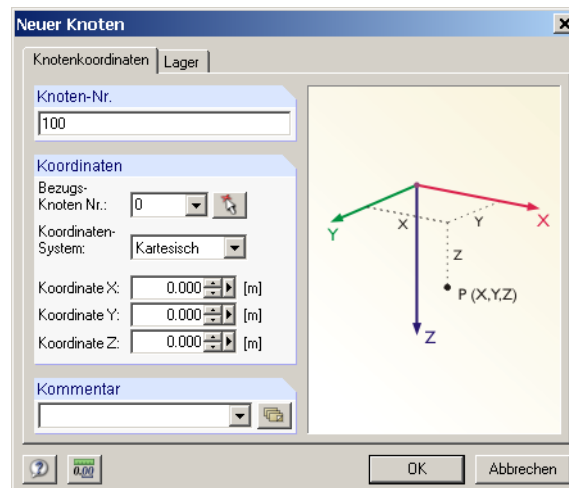 Neuer Knoten
Knotenkoordinaten Lager
Knoten-Nr.
100
Koordinaten
Bezugs-
Knoten Nr.: 0
Koordinaten-
System: Kartesisch
Koordinate X: 0.000 [m]
Koordinate Y: 0.000 [m]
Koordinate Z: 0.000 [m]
Kommentar
Y X Y X
Z
P (X,Y,Z)
Z
0.00
OK Abbrechen